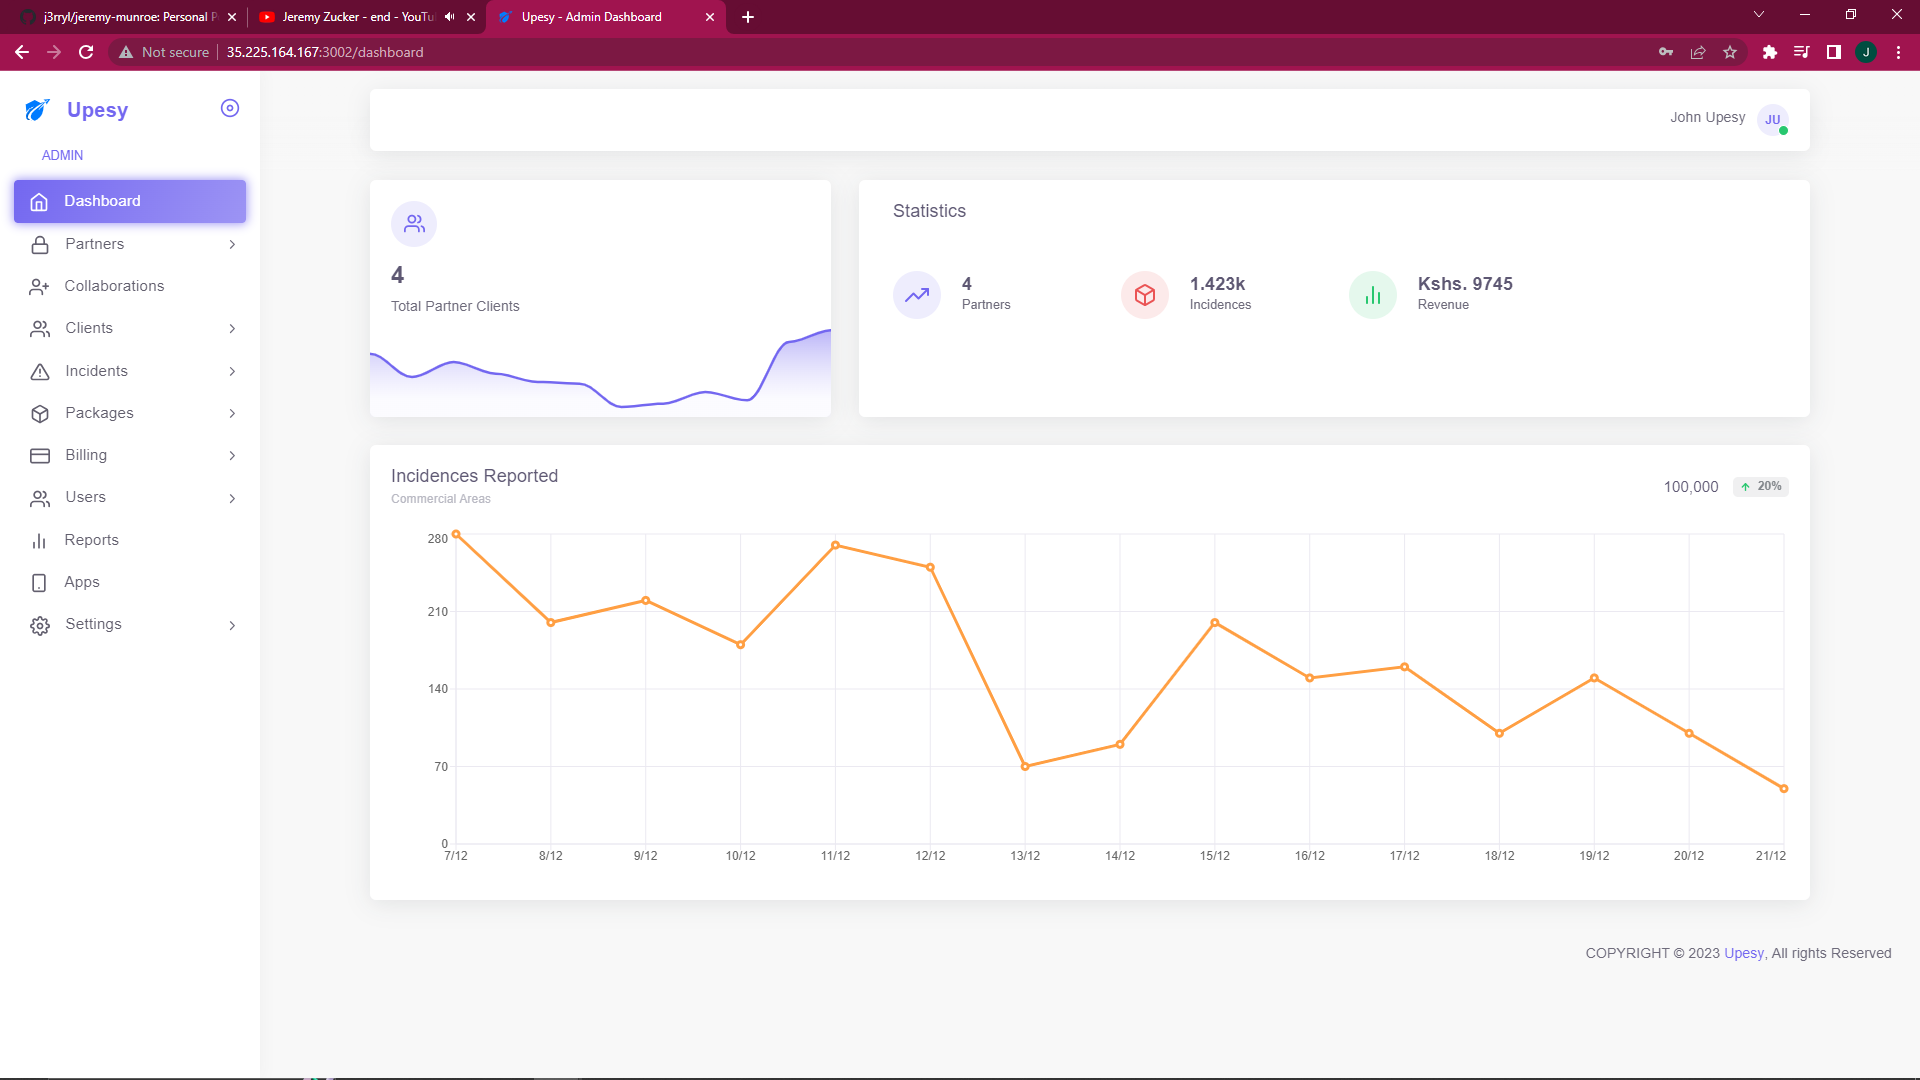 j3rryl/jeremy-munroe: Personal P
Jeremy Zucker - end - YouTu
Upesy - Admin Dashboard
Not secure
35.225.164.167:3002/dashboard
J
Upesy
John Upesy
JU
ADMIN
Dashboard
Partners
Collaborations
Clients
Incidents
Packages
Billing
Users
Reports
Apps
Settings
4
Total Partner Clients
Statistics
4
Partners
1.423k
Incidences
Kshs. 9745
Revenue
Incidences Reported
Commercial Areas
100,000
20%
280
210
140
70
0
7/12 8/12 9/12 10/12 11/12 12/12 13/12 14/12 15/12 16/12 17/12 18/12 19/12 20/12 21/12
COPYRIGHT © 2023 Upesy, All rights Reserved